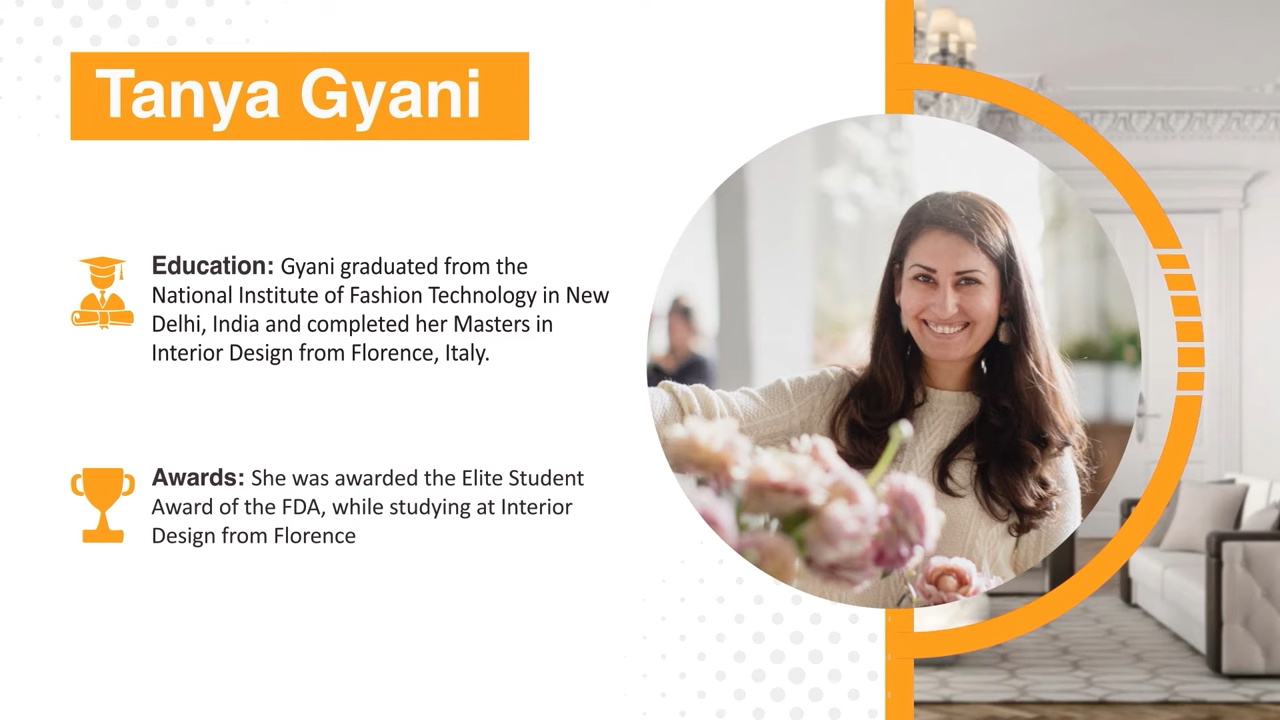 Tanya Gyani
Education: Gyani graduated from the
National Institute of Fashion Technology in New
Delhi, India and completed her Masters in
Interior Design from Florence, Italy.
Awards: She was awarded the Elite Student
Award of the FDA, while studying at Interior
Design from Florence